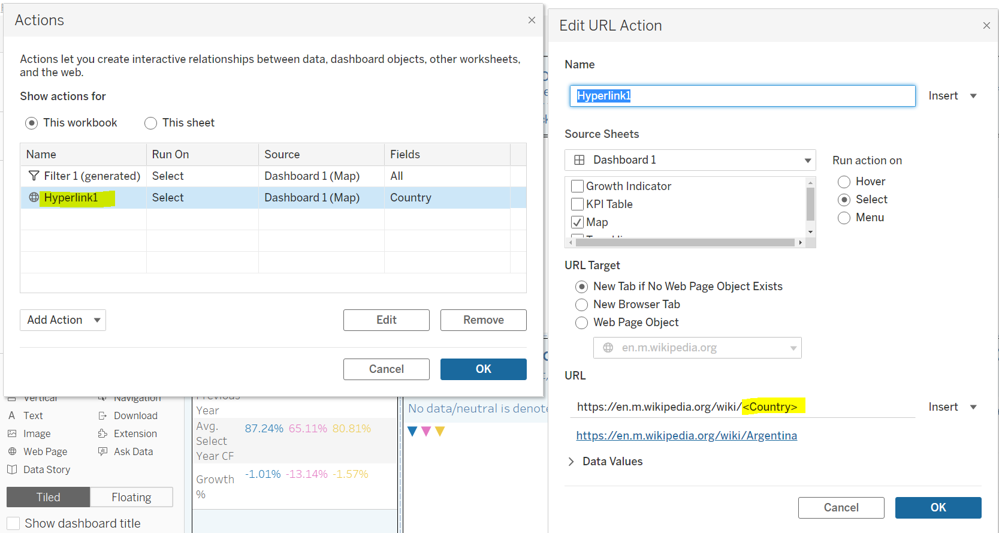 Actions
Actions let you create interactive relationships between data, dashboard objects, other worksheets,
and the web.
Show actions for
This workbook This sheet
Name Run On Source Fields
Filter 1 (generated) Select Dashboard 1 (Map) All
Hyperlink1 Select Dashboard 1 (Map) Country
Add Action Edit Remove
Cancel OK
Vertical Navigation
A Text Download
Image Extension
Web Page Ask Data
Data Story
Tiled Floating
Show dashboard title
Previous
Year
Avg.
Select
Year CF
87.24% 65.11% 80.81%
Growth
%
-1.01% -13.14% -1.57%
No data/neutral is denote
Edit URL Action
Name
Hyperlink1 Insert
Source Sheets
Dashboard 1
Growth Indicator
KPI Table
Map
Run action on
Hover
Select
Menu
URL Target
New Tab if No Web Page Object Exists
New Browser Tab
Web Page Object
en.m.wikipedia.org
URL
https://en.m.wikipedia.org/wiki/<Country> Insert
https://en.m.wikipedia.org/wiki/Argentina
Data Values
Cancel OK